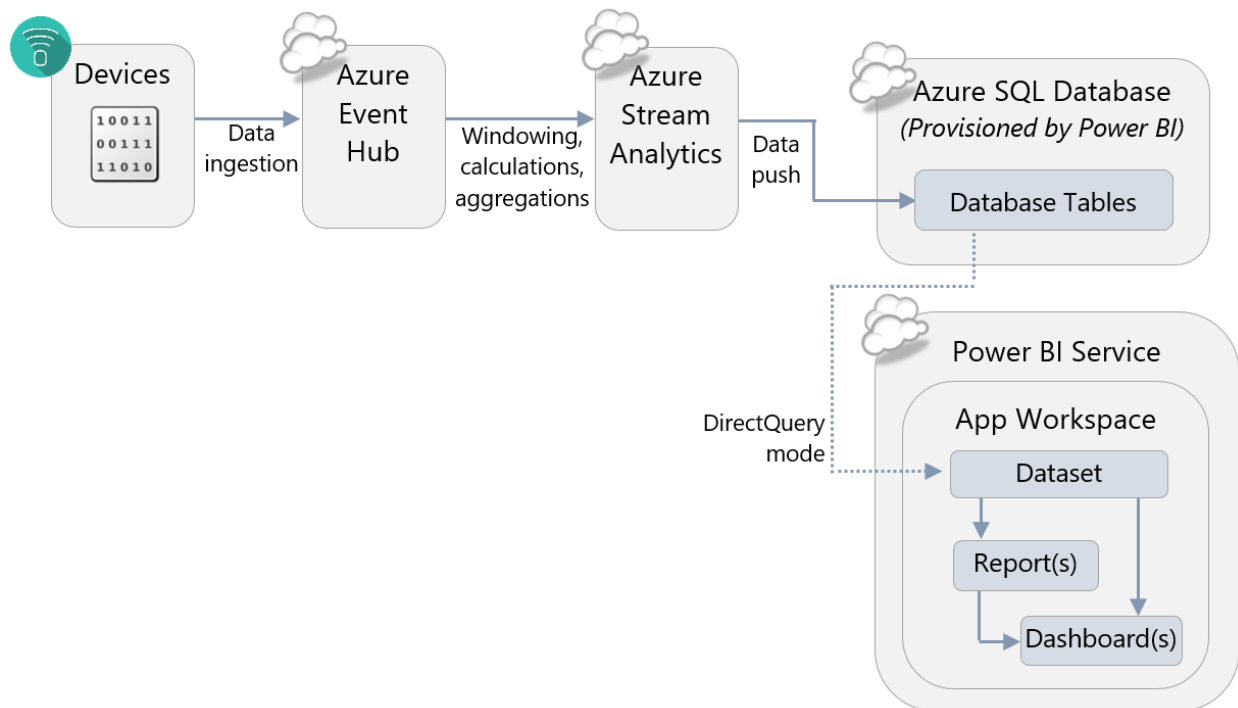 Devices
10011
00111
11010
Data
ingestion
Azure
Event
Hub
Windowing,
calculations,
aggregations
Azure
Stream
Analytics
Data
push
Azure SQL Database
(Provisioned by Power BI)
Database Tables
DirectQuery
mode
Power BI Service
App Workspace
Dataset
Report(s)
Dashboard(s)